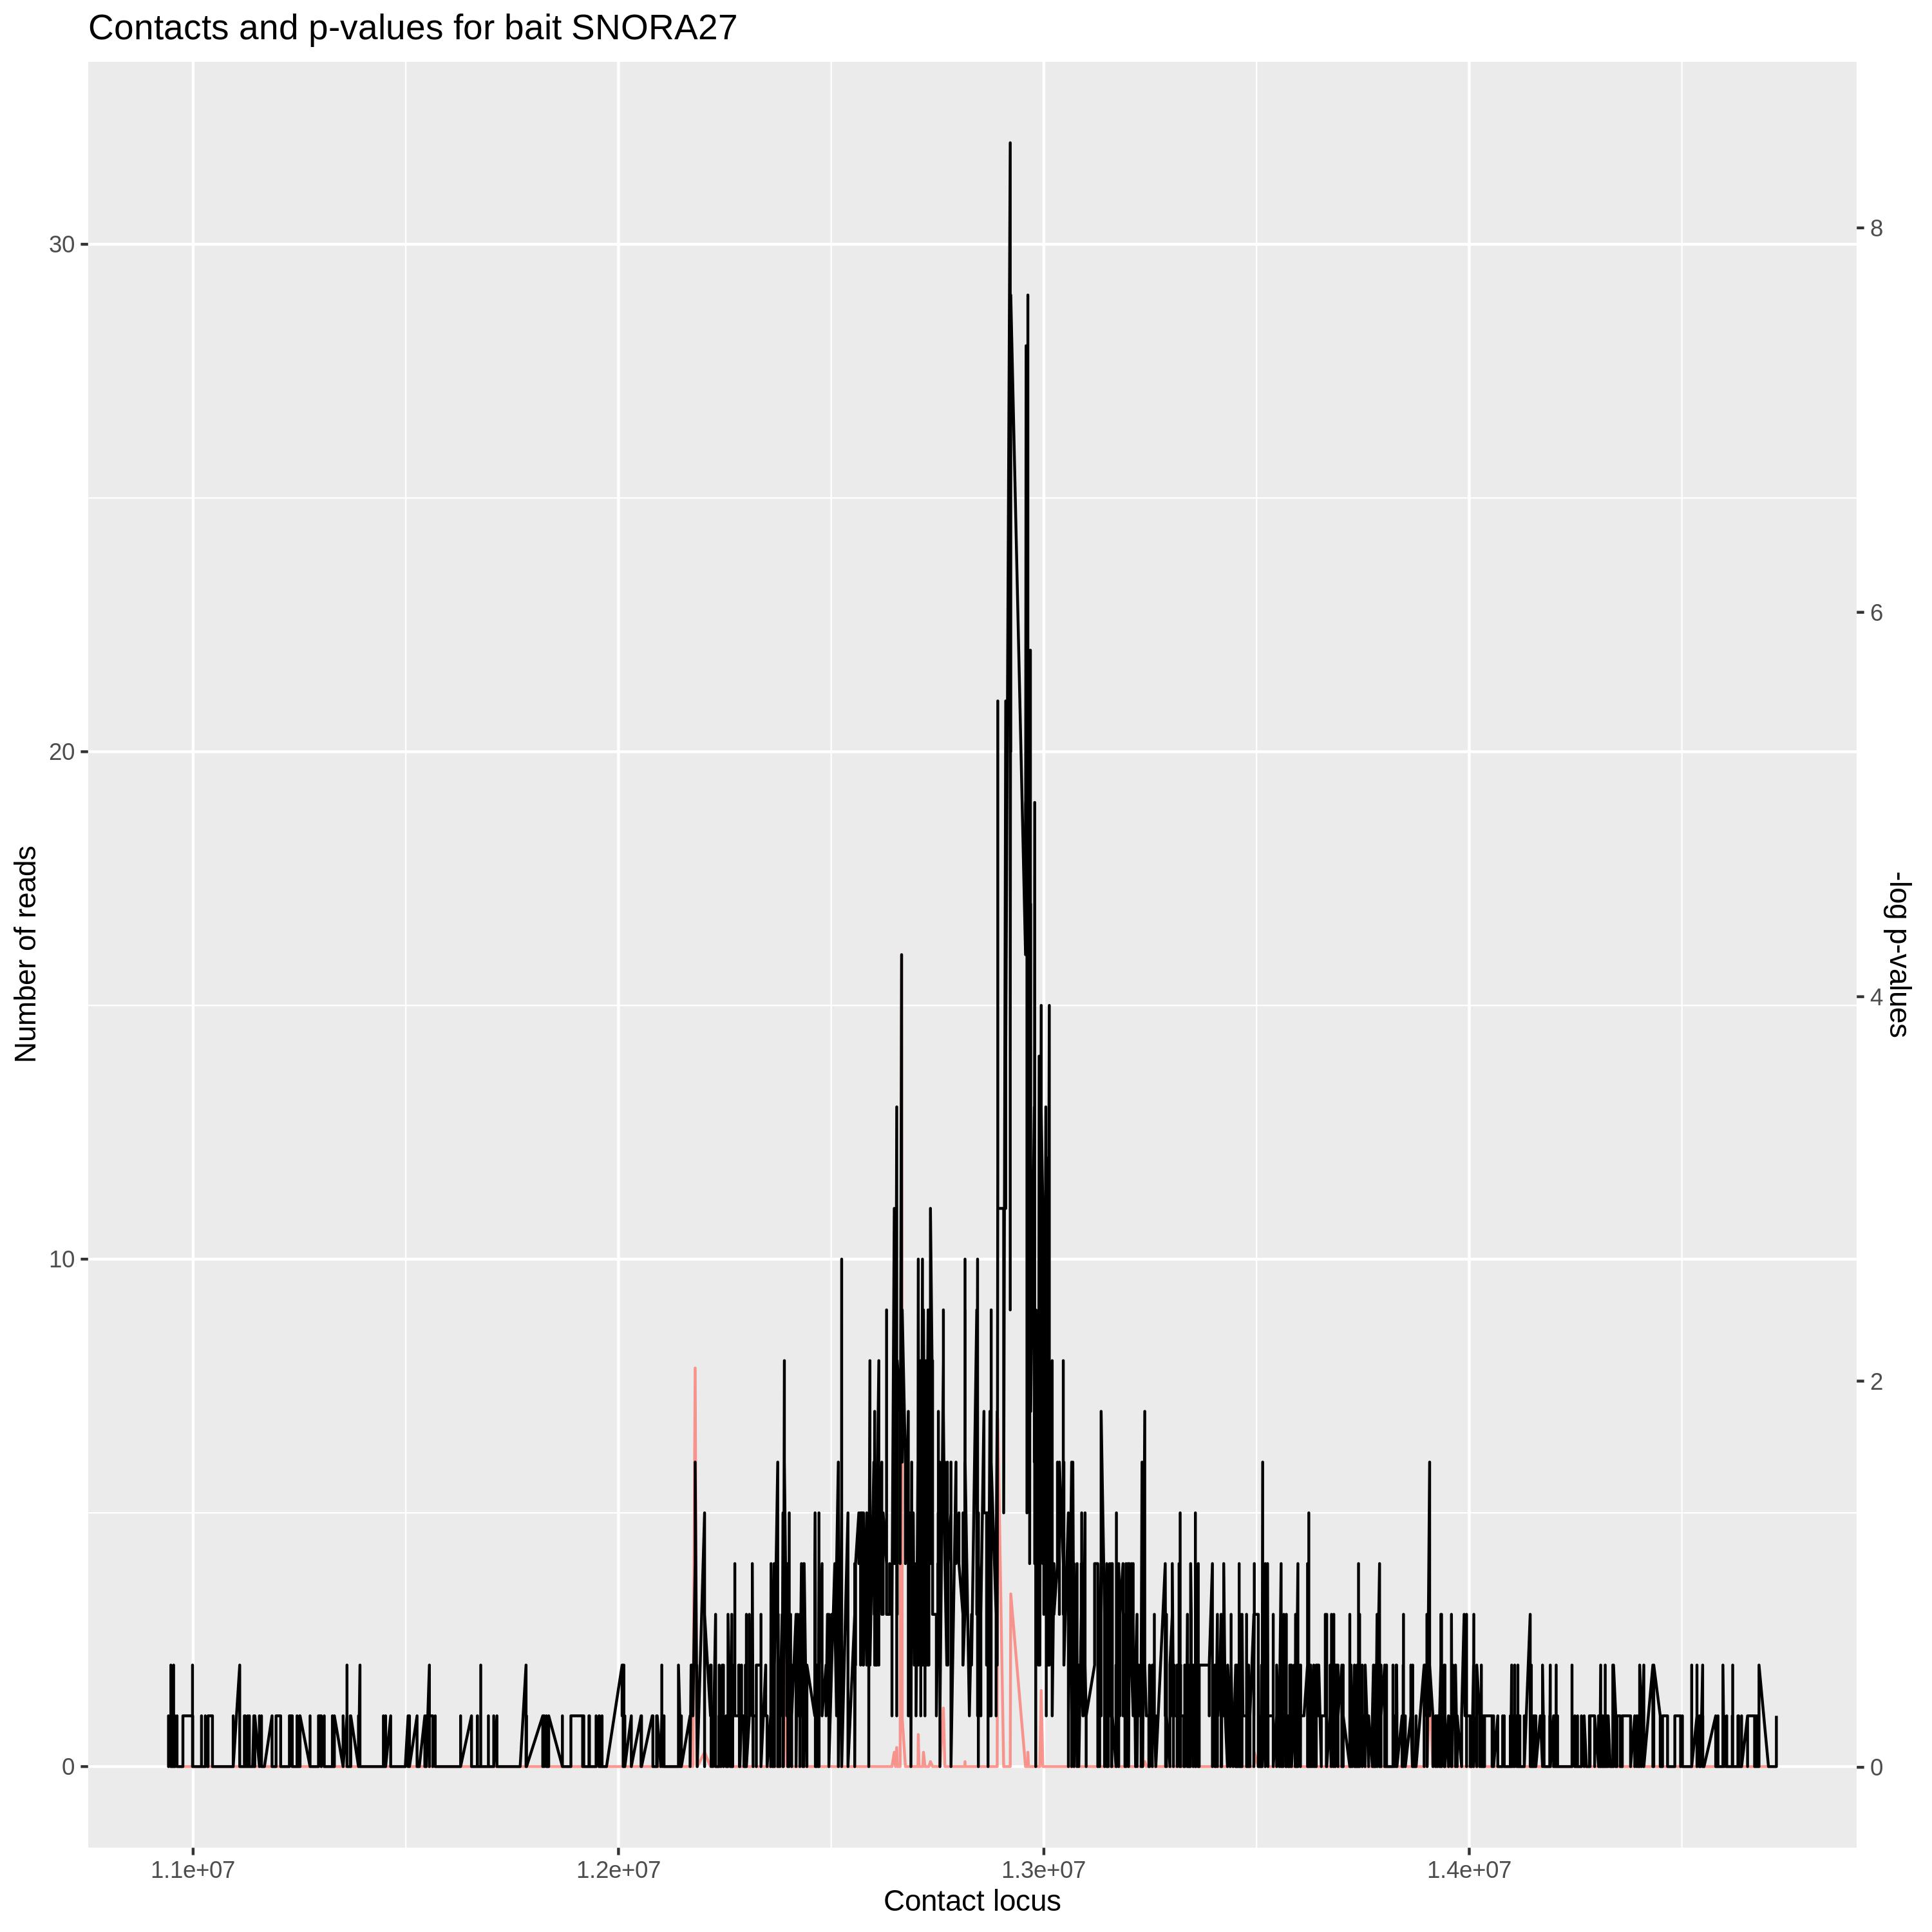 Contacts and p-values for bait SNORA27
30
20
10
0
Number of reads
8
6
4
2
0
-log p-values
1.1e+07
1.2e+07
1.3e+07
1.4e+07
Contact locus